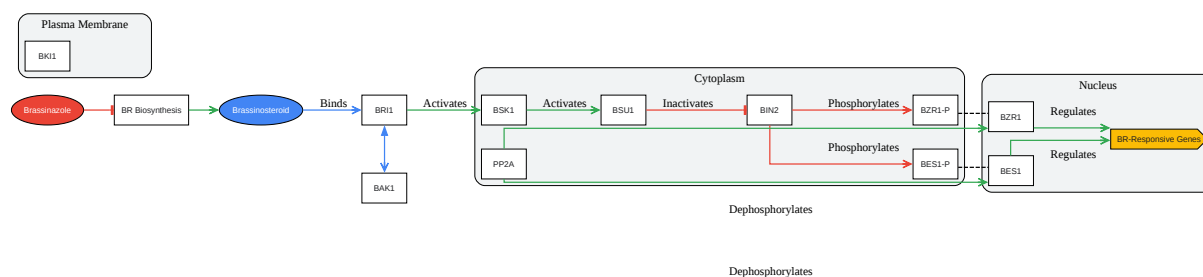 Plasma Membrane
BKI1
Cytoplasm
Nucleus
Brassinazole
BR Biosynthesis
Brassinosteroid
Binds
BRI1
Activates
BSK1
Activates
BSU1
Inactivates
BIN2
Phosphorylates
BZR1-P
BZR1
Regulates
BR-Responsive Genes
Phosphorylates
Regulates
PP2A
BES1-P
BES1
BAK1
Dephosphorylates
Dephosphorylates